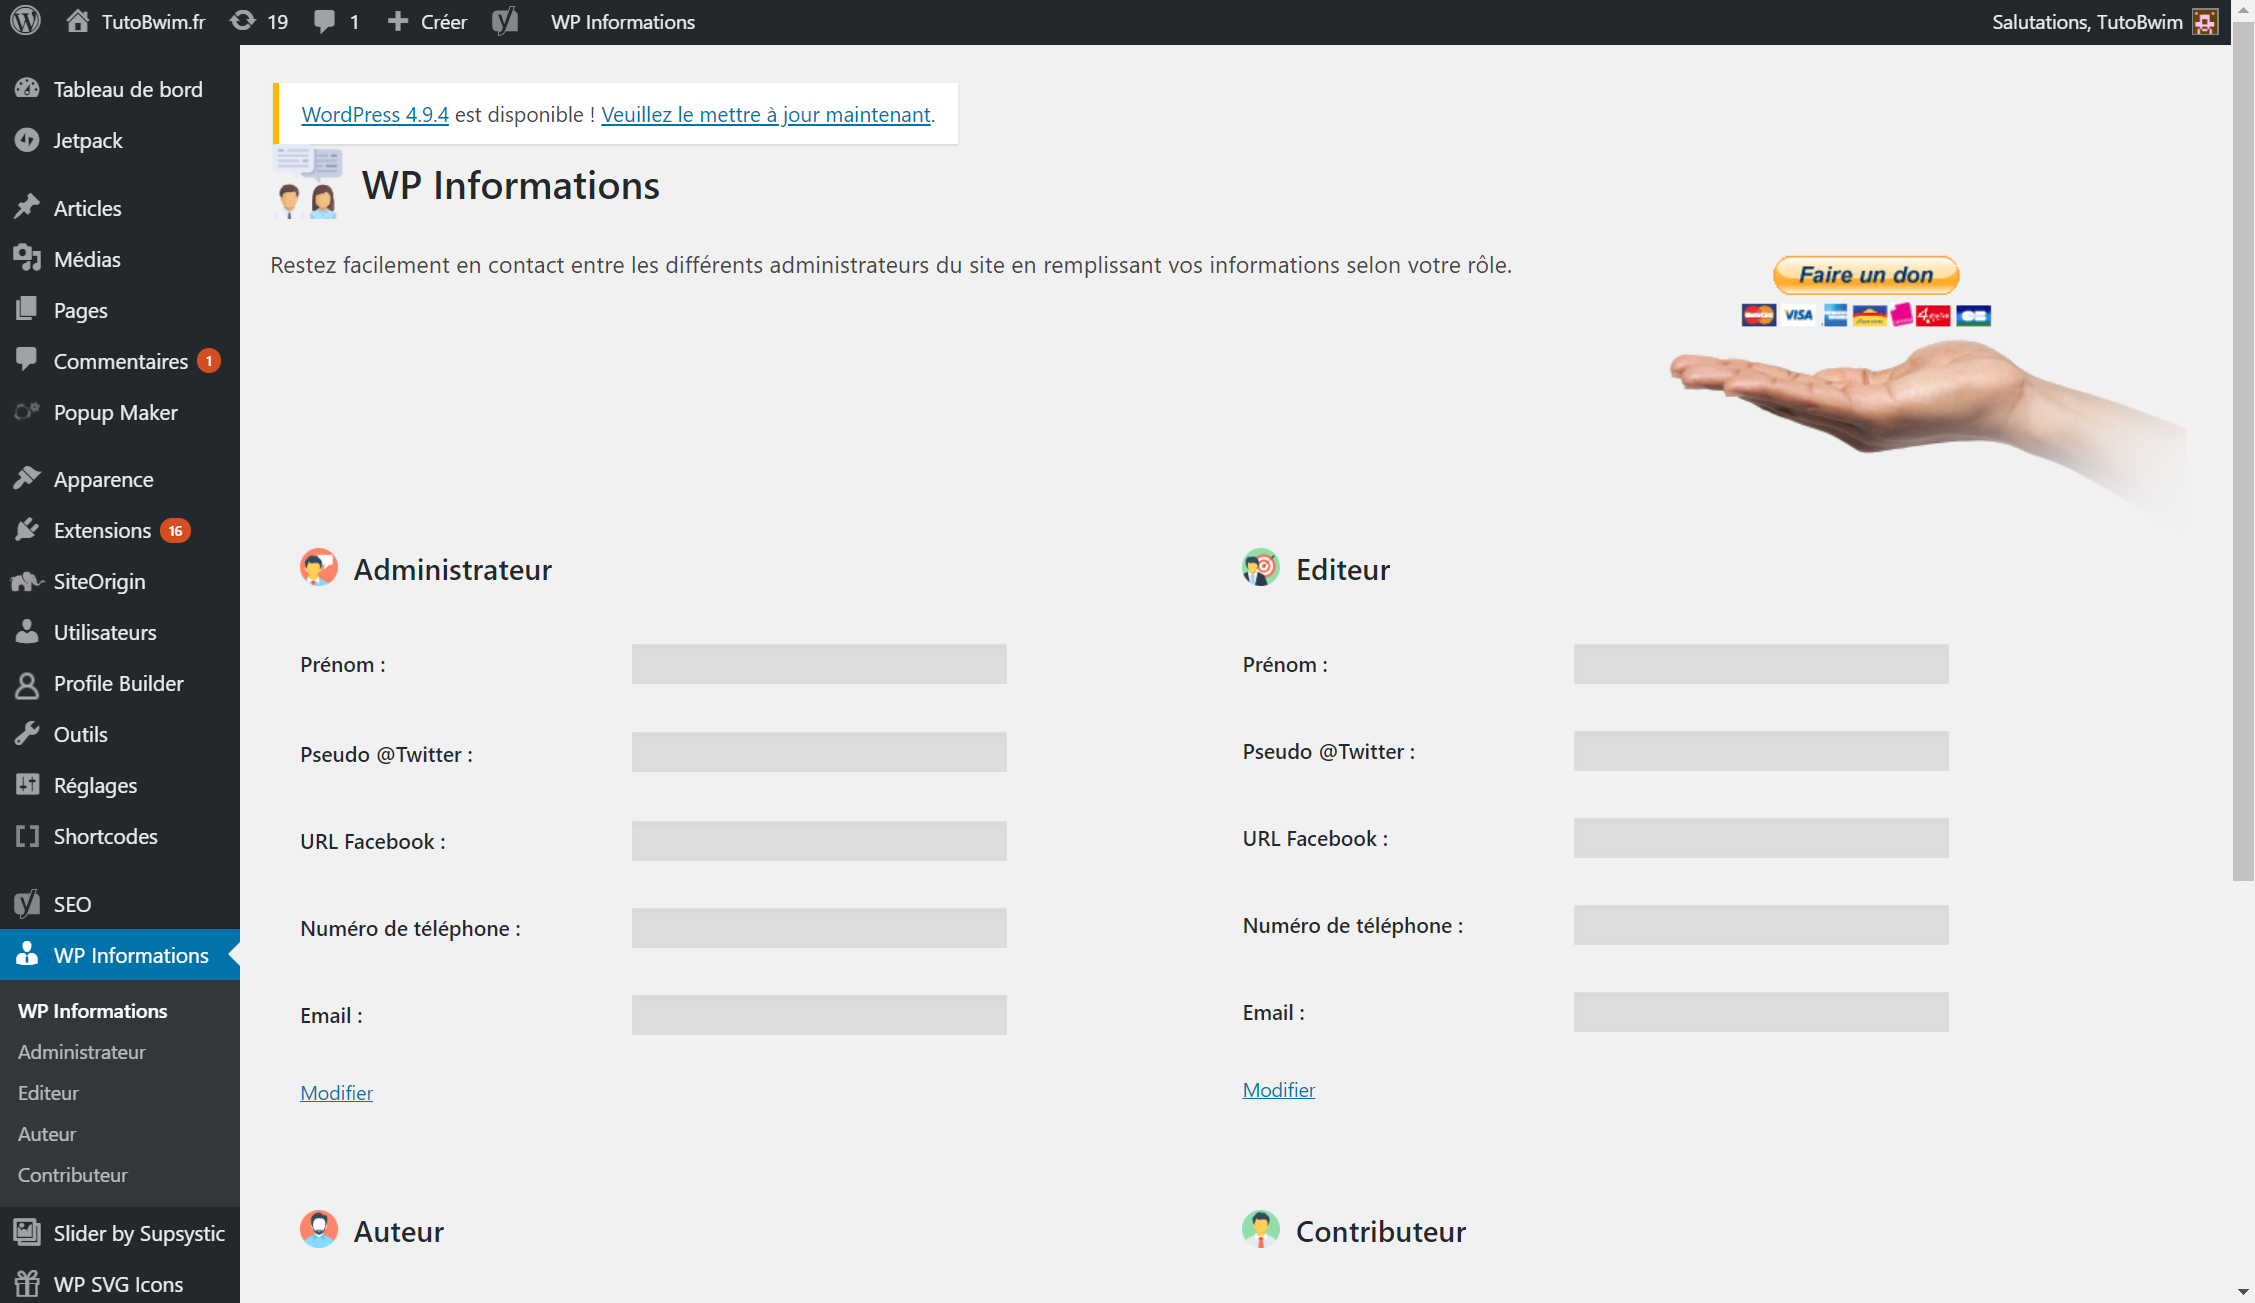 TutoBwim.fr 19 1 Créer WP Informations Salutations, TutoBwim
Tableau de bord
Jetpack
Articles
Médias
Pages
Commentaires 1
Popup Maker
Apparence
Extensions 16
SiteOrigin
Utilisateurs
Profile Builder
Outils
Réglages
Shortcodes
SEO
WP Informations
WP Informations
Administrateur
Editeur
Auteur
Contributeur
Slider by Supsystic
WP SVG Icons
WordPress 4.9.4 est disponible ! Veuillez le mettre à jour maintenant.
WP Informations
Restez facilement en contact entre les différents administrateurs du site en remplissant vos informations selon votre rôle.
Faire un don
VISA
Administrateur
Prénom :
Pseudo @Twitter :
URL Facebook :
Numéro de téléphone :
Email :
Modifier
Editeur
Prénom :
Pseudo @Twitter :
URL Facebook :
Numéro de téléphone :
Email :
Modifier
Auteur
Contributeur